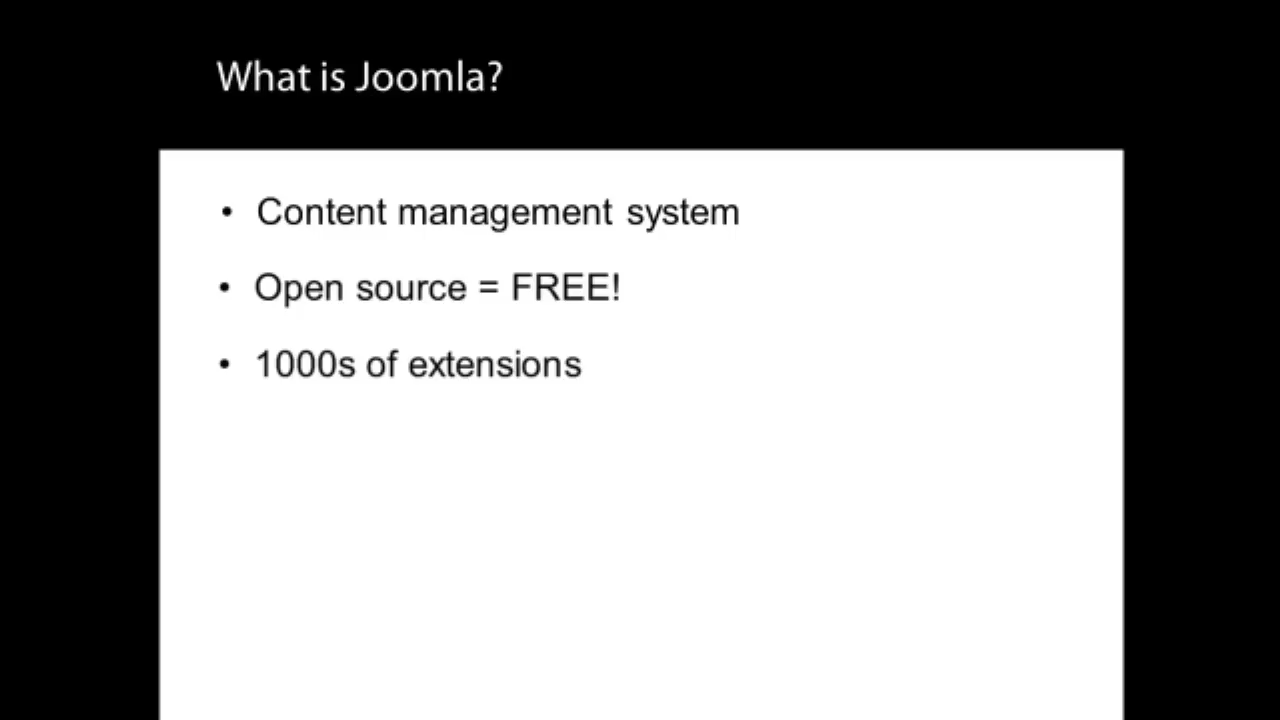 What is Joomla?
• Content management system
• Open source = FREE!
• 1000s of extensions